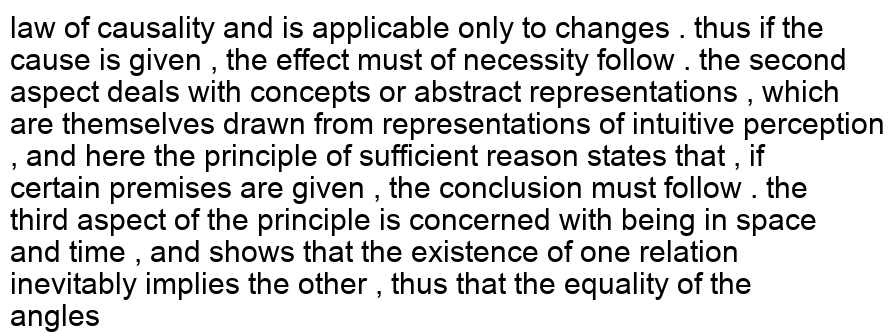 law of causality and is applicable only to changes . thus if the
cause is given , the effect must of necessity follow . the second
aspect deals with concepts or abstract representations , which
are themselves drawn from representations of intuitive perception
, and here the principle of sufficient reason states that , if
certain premises are given , the conclusion must follow . the
third aspect of the principle is concerned with being in space
and time , and shows that the existence of one relation
inevitably implies the other , thus that the equality of the
angles